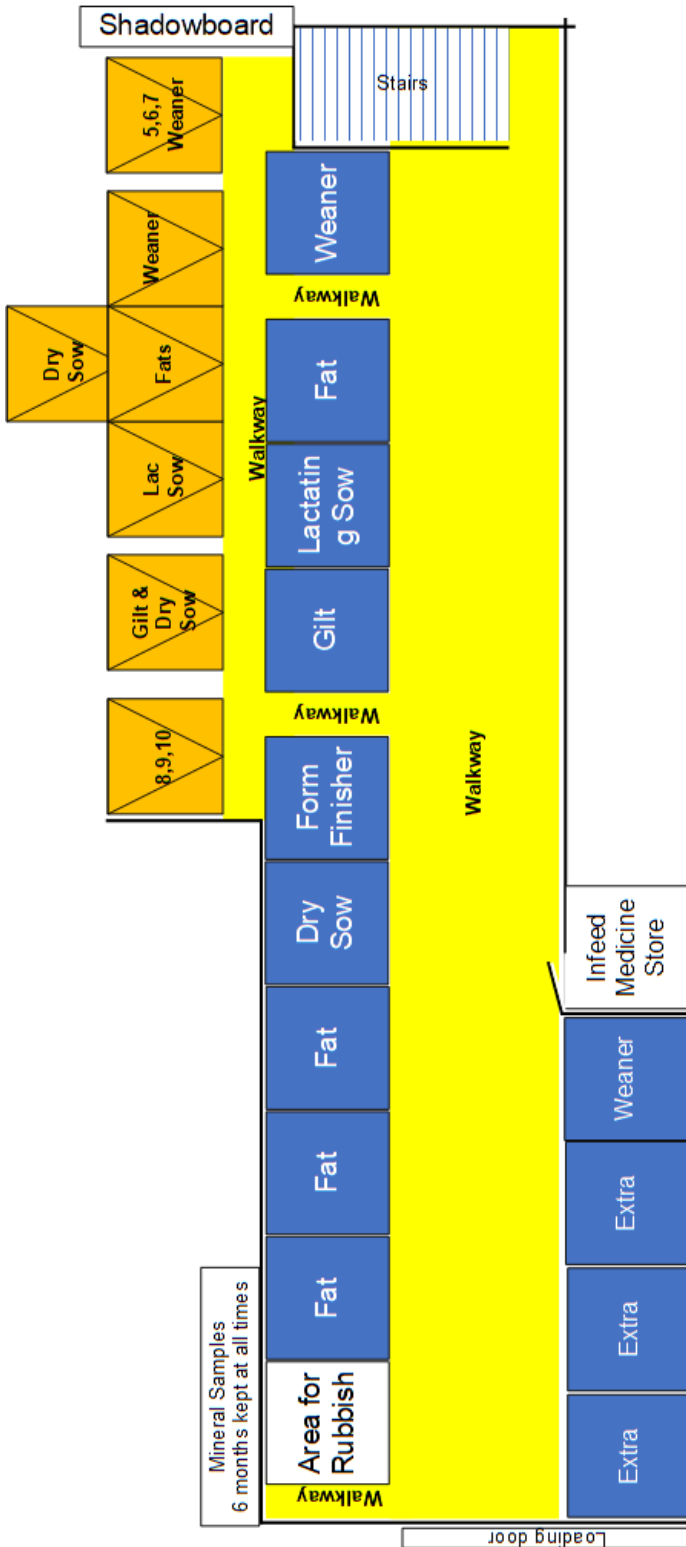 Shadowboard
Stairs
5,6,7
Weaner
Weaner
Weaner
Walkway
Dry
Sow
Fats
Fat
Walkway
Lac
Sow
Lactatin
g Sow
Gilt &
Dry
Sow
Gilt
Walkway
8,9,10
Form
Finisher
Walkway
Dry
Sow
Infeed
Medicine
Store
Fat
Weaner
Fat
Extra
Fat
Extra
Mineral Samples
6 months kept at all times
Area for
Rubbish
Extra
Walkway
Loading door